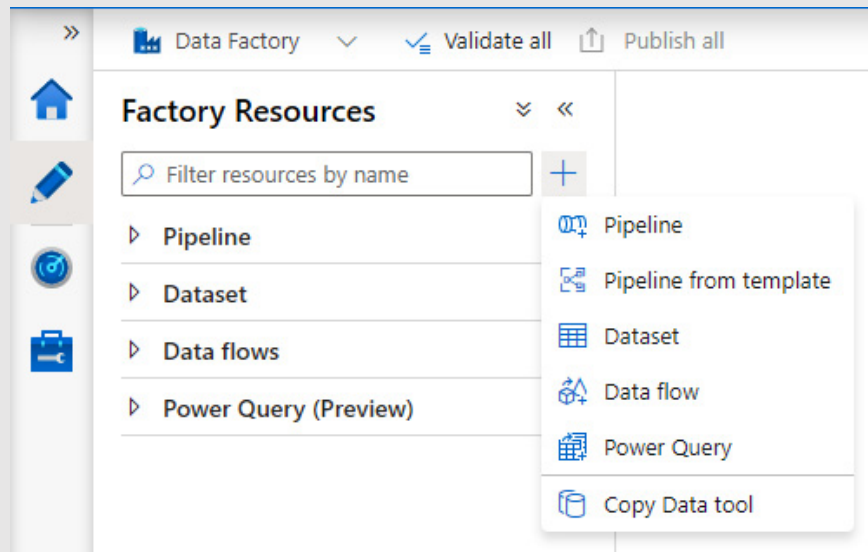 Data Factory
Validate all
Publish all
Factory Resources
Filter resources by name
Pipeline
Dataset
Data flows
Power Query (Preview)
Pipeline
Pipeline from template
Dataset
Data flow
Power Query
Copy Data tool